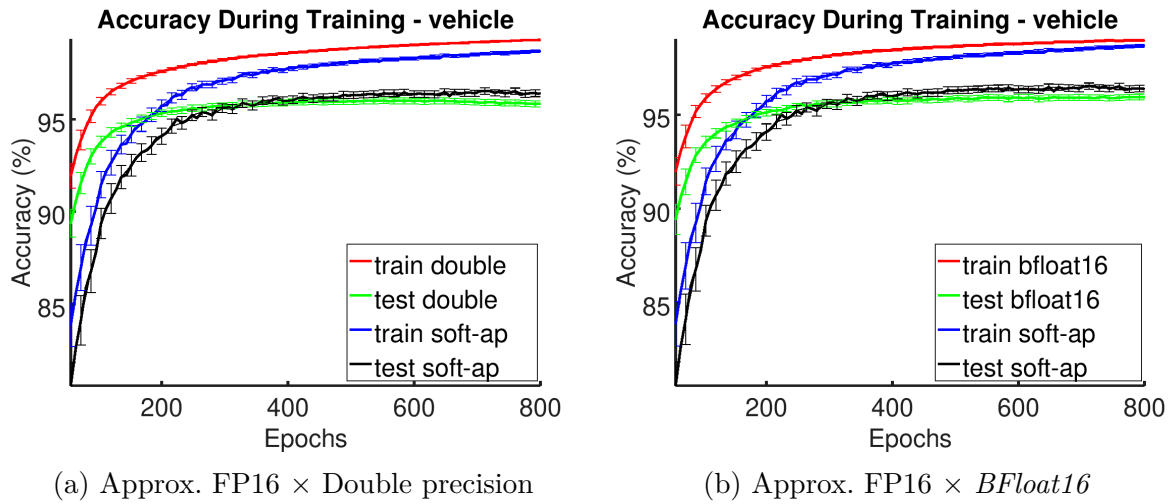 Accuracy During Training - vehicle
Accuracy (%)
95
90
85
train double
test double
train soft-ap
test soft-ap
200
400
600
800
Epochs
(a) Approx. FP16 × Double precision
Accuracy During Training - vehicle
Accuracy (%)
95
90
85
train bfloat16
test bfloat16
train soft-ap
test soft-ap
200
400
600
800
Epochs
(b) Approx. FP16 × BFloat16